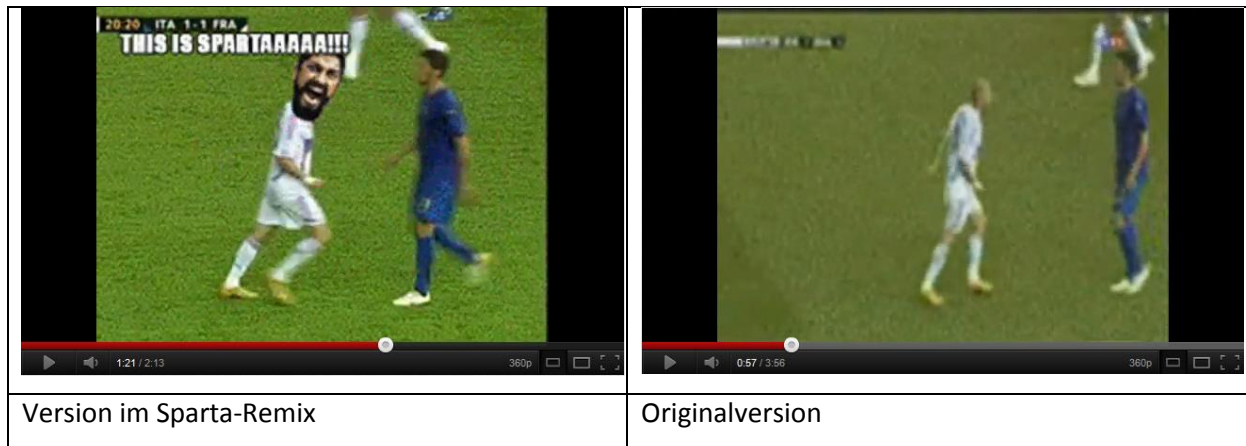 20:20 ITA 1-1 FRA
THIS IS SPARTAAAAA!!!
1:21 / 2:13
360p
0:57 / 3:56
360p
Version im Sparta-Remix
Originalversion